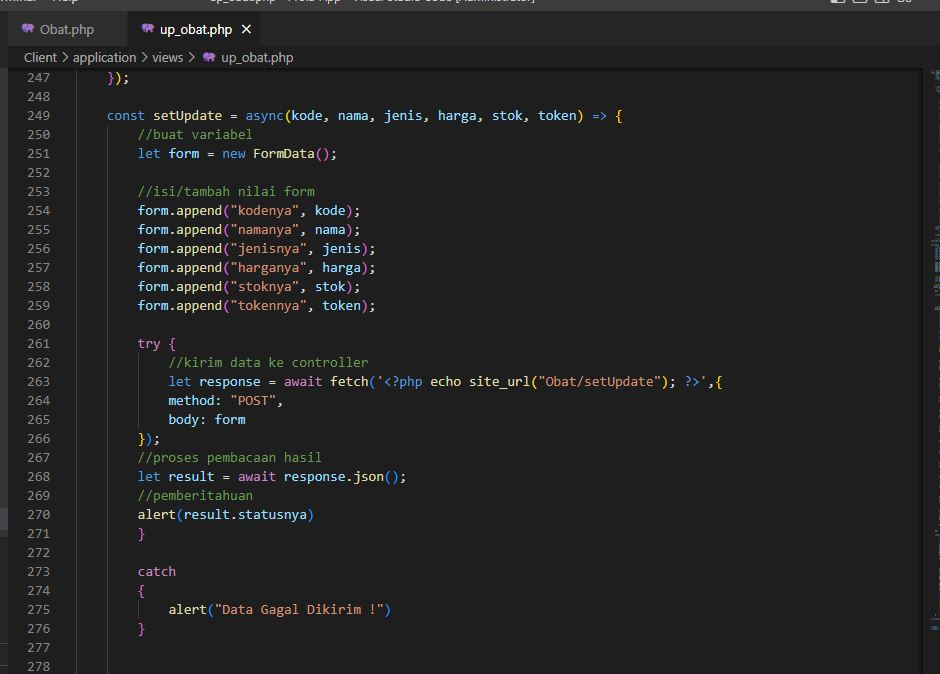 Obat.php
up_obat.php
Client > application > views > up_obat.php
247 });
248
249 const setUpdate = async(kode, nama, jenis, harga, stok, token) => {
250 //buat variabel
251 let form = new FormData();
252
253 //isi/tambah nilai form
254 form.append("kodenya", kode);
255 form.append("namanya", nama);
256 form.append("jenisnya", jenis);
257 form.append("harganya", harga);
258 form.append("stoknya", stok);
259 form.append("tokennya", token);
260
261 try {
262 //kirim data ke controller
263 let response = await fetch('<?php echo site_url("Obat/setUpdate"); ?>',{
264 method: "POST",
265 body: form
266 });
267 //proses pembacaan hasil
268 let result = await response.json();
269 //pemberitahuan
270 alert(result.statusnya)
271 }
272
273 catch
274 {
275 alert("Data Gagal Dikirim !")
276 }
277
278